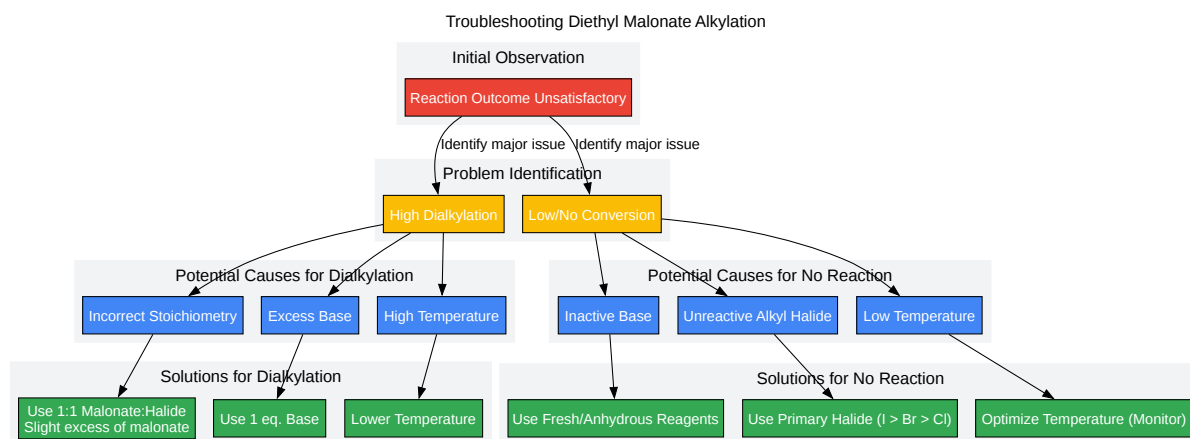 Troubleshooting Diethyl Malonate Alkylation
Initial Observation
Reaction Outcome Unsatisfactory
Identify major issue
Identify major issue
Problem Identification
High Dialkylation
Low/No Conversion
Potential Causes for Dialkylation
Potential Causes for No Reaction
Incorrect Stoichiometry
Excess Base
High Temperature
Inactive Base
Unreactive Alkyl Halide
Low Temperature
Solutions for Dialkylation
Solutions for No Reaction
Use 1:1 Malonate:Halide
Slight excess of malonate
Use 1 eq. Base
Lower Temperature
Use Fresh/Anhydrous Reagents
Use Primary Halide (I > Br > Cl)
Optimize Temperature (Monitor)